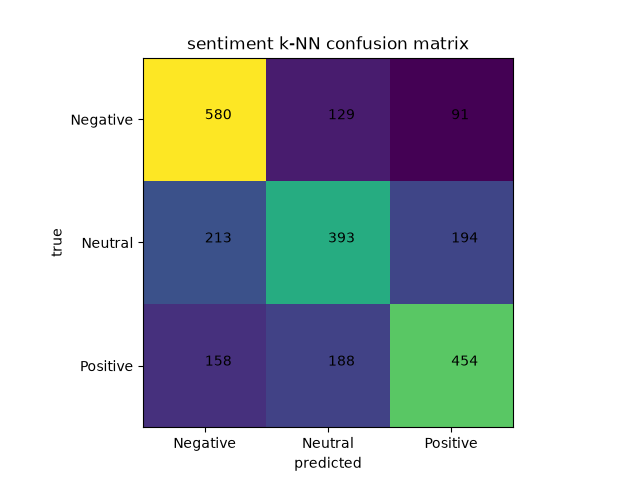 sentiment k-NN confusion matrix
Negative 580 129 91
Neutral 213 393 194
Positive 158 188 454
true
Negative Neutral Positive
predicted